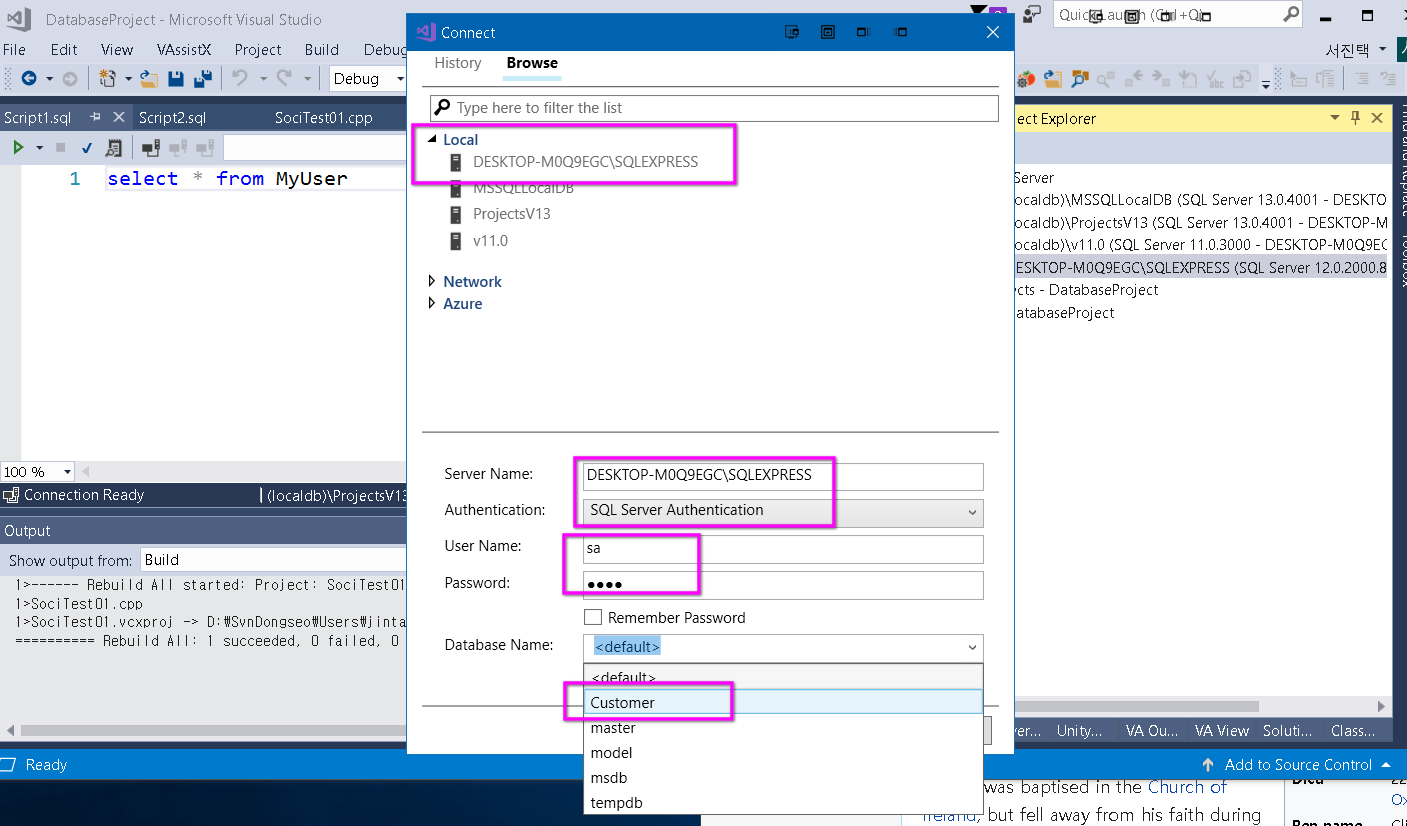 DatabaseProject - Microsoft Visual Studio
Quick Launch (Ctrl+Q)
File Edit View VAssistX Project Build Debug
서진택
Debug
Script1.sql Script2.sql SociTest01.cpp
1 select * from MyUser
100 %
Connection Ready (localdb)\ProjectsV13
Output
Show output from: Build
1>------ Rebuild All started: Project: SociTest01
1>SociTest01.cpp
1>SociTest01.vcxproj -> D:₩SvnDongseo₩Users₩jinta
========== Rebuild All: 1 succeeded, 0 failed, 0
Ready
Connect
History Browse
Type here to filter the list
Local
DESKTOP-M0Q9EGC\SQLEXPRESS
MSSQLLocalDB
ProjectsV13
v11.0
Network
Azure
Server Name: DESKTOP-M0Q9EGC\SQLEXPRESS
Authentication: SQL Server Authentication
User Name: sa
Password: ●●●●
Remember Password
Database Name: <default>
<default>
Customer
master
model
msdb
tempdb
ect Explorer
Server
ocaldb)\MSSQLLocalDB (SQL Server 13.0.4001 - DESKTO
ocaldb)\ProjectsV13 (SQL Server 13.0.4001 - DESKTOP-M
ocaldb)\v11.0 (SQL Server 11.0.3000 - DESKTOP-M0Q9EG
ESKTOP-M0Q9EGC\SQLEXPRESS (SQL Server 12.0.2000.8
ects - DatabaseProject
atabaseProject
Toolbox
ver... Unity... VA Ou... VA View Soluti... Class...
Add to Source Control
was baptised in the Church of
Ireland, but fell away from his faith during